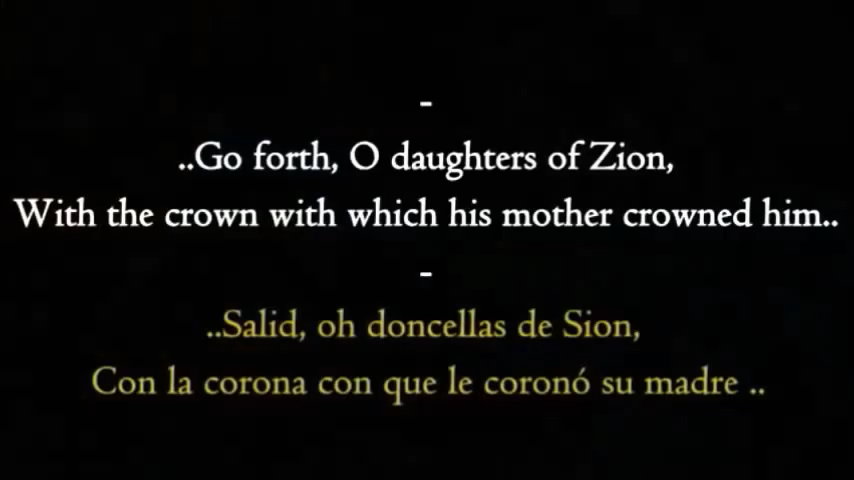 -
..Go forth, O daughters of Zion,
With the crown with which his mother crowned him..
-
..Salid, oh doncellas de Sion,
Con la corona con que le coronó su madre ..